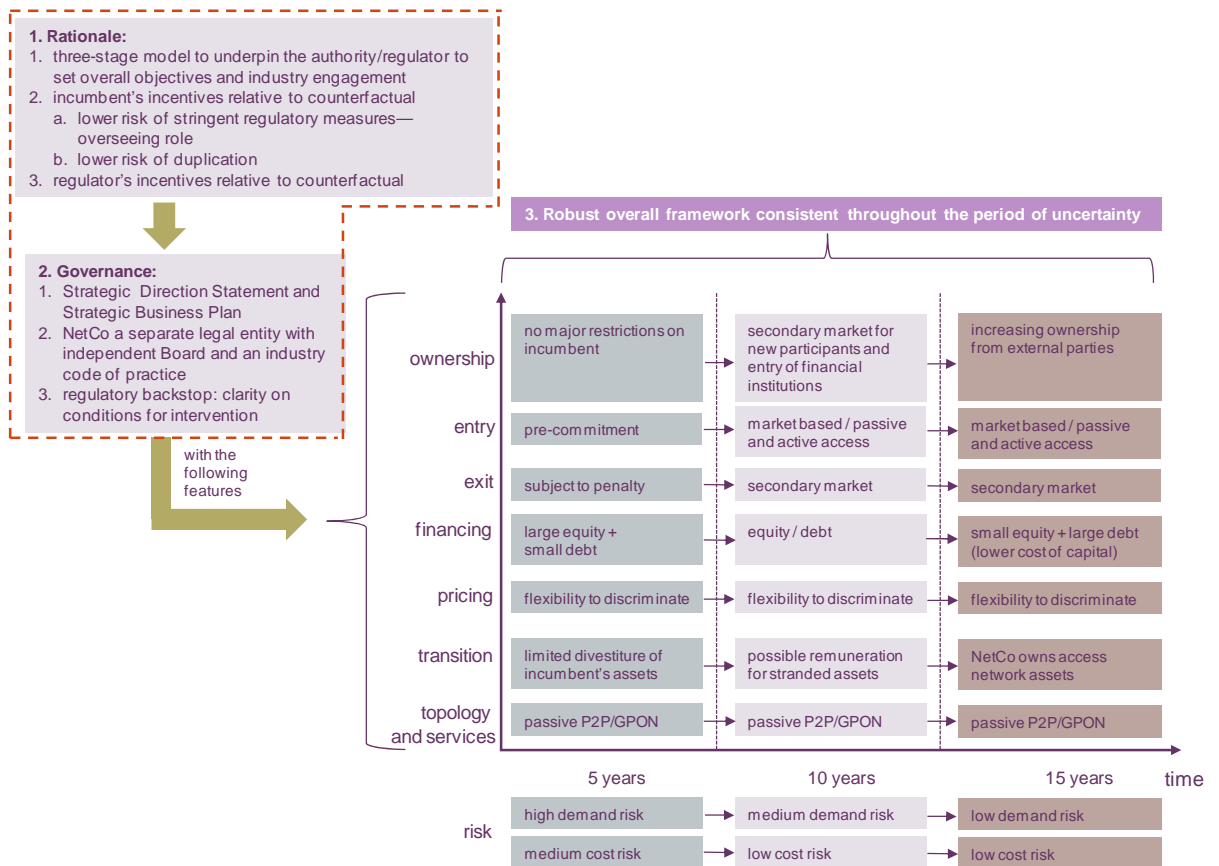 1. Rationale:
1. three-stage model to underpin the authority/regulator to
set overall objectives and industry engagement
2. incumbent's incentives relative to counterfactual
a. lower risk of stringent regulatory measures—
overseeing role
b. lower risk of duplication
3. regulator's incentives relative to counterfactual
2. Governance:
1. Strategic Direction Statement and
Strategic Business Plan
2. NetCo a separate legal entity with
independent Board and an industry
code of practice
3. regulatory backstop: clarity on
conditions for intervention
with the
following
features
3. Robust overall framework consistent throughout the period of uncertainty
ownership
no major restrictions on
incumbent
secondary market for
new participants and
entry of financial
institutions
increasing ownership
from external parties
entry
pre-commitment
market based / passive
and active access
market based / passive
and active access
exit
subject to penalty
secondary market
secondary market
financing
large equity +
small debt
equity / debt
small equity + large debt
(lower cost of capital)
pricing
flexibility to discriminate
flexibility to discriminate
flexibility to discriminate
transition
limited divestiture of
incumbent's assets
possible remuneration
for stranded assets
NetCo owns access
network assets
topology
and services
passive P2P/GPON
passive P2P/GPON
passive P2P/GPON
5 years
10 years
15 years
time
risk
high demand risk
medium demand risk
low demand risk
medium cost risk
low cost risk
low cost risk